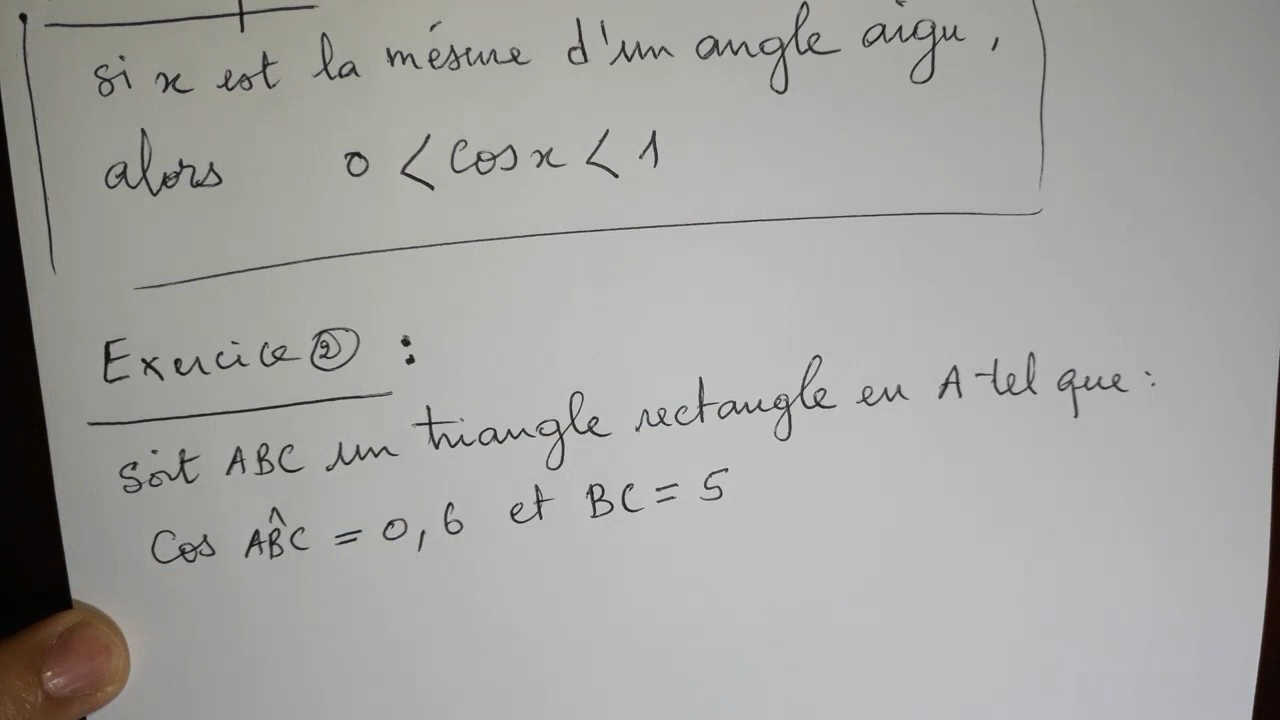 si x est la mésure d'un angle aigu,
alors 0 < cos x < 1
Exercice ② :
Soit ABC un triangle rectangle en A tel que :
Cos AB̂C = 0,6 et BC = 5